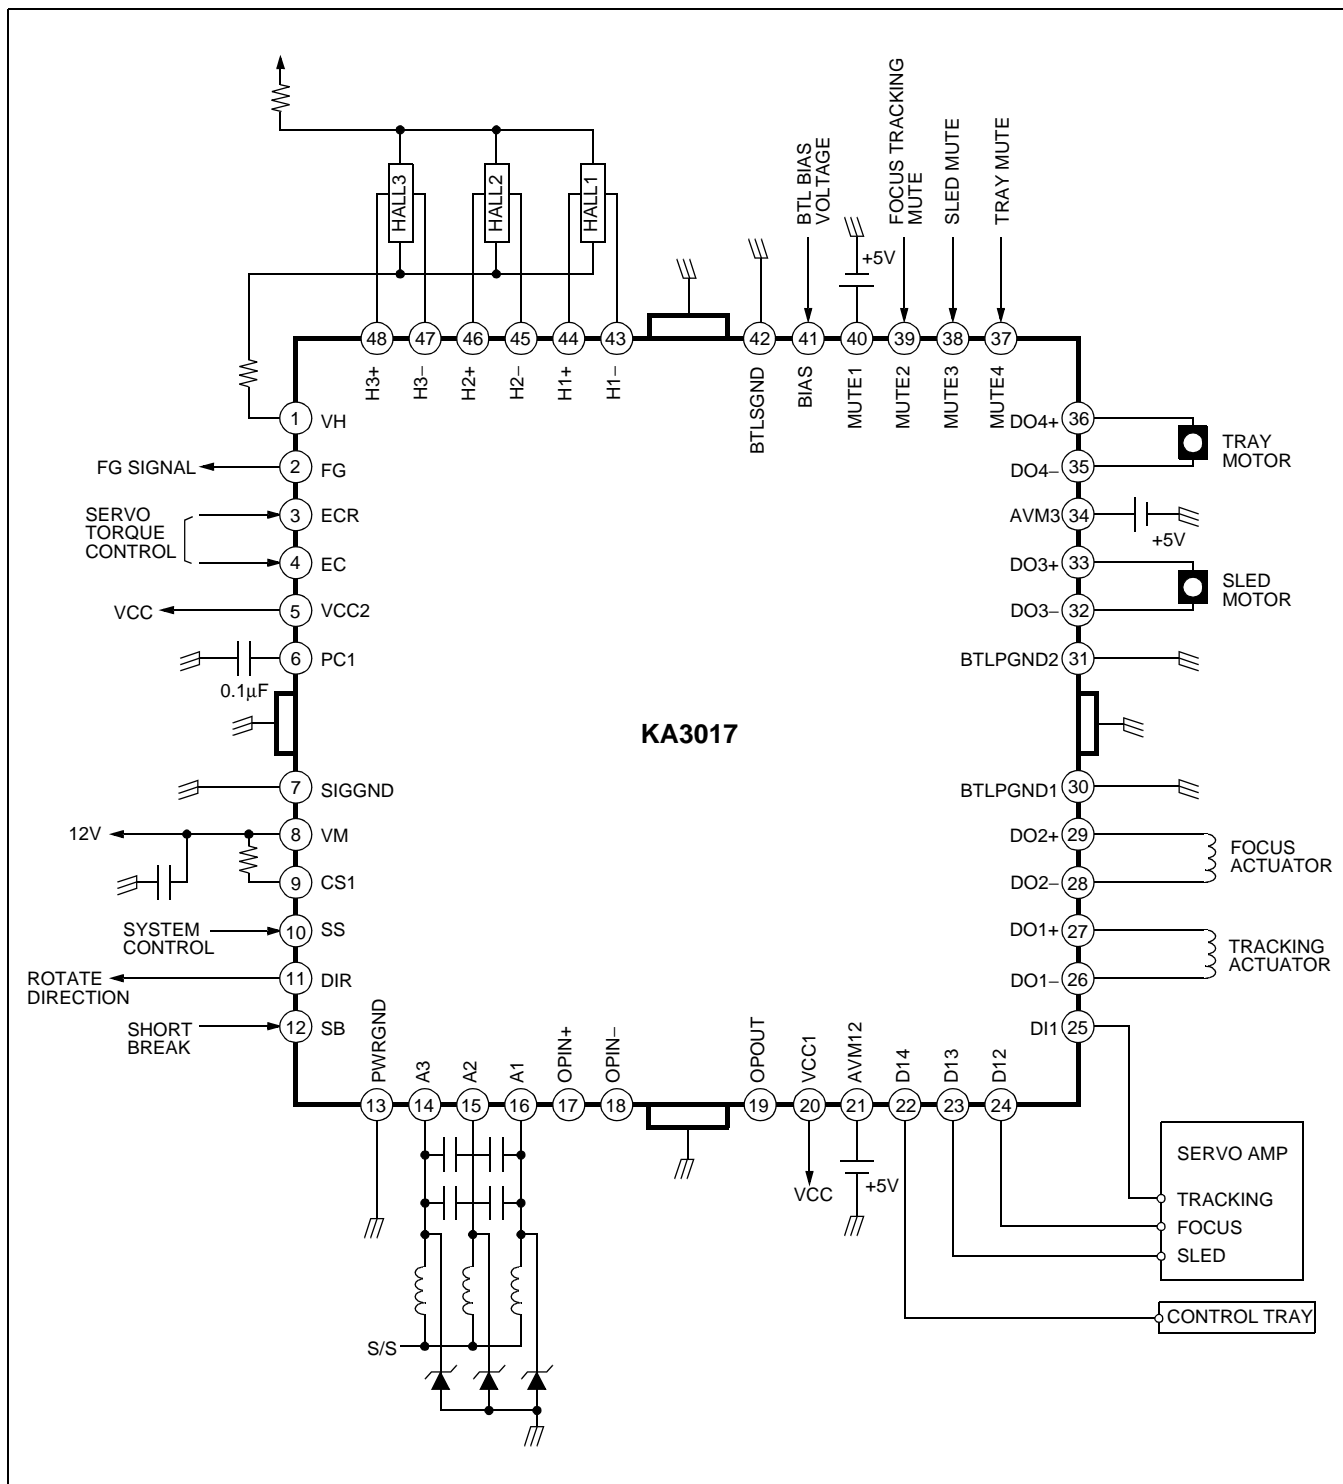 HALL3
HALL2
HALL1
BTL BIAS
VOLTAGE
FOCUS TRACKING
MUTE
SLED MUTE
TRAY MUTE
+5V
48
47
46
45
44
43
42
41
40
39
38
37
H3+
H3−
H2+
H2−
H1+
H1−
BTLSGND
BIAS
MUTE1
MUTE2
MUTE3
MUTE4
1
VH
FG SIGNAL
2
FG
SERVO
TORQUE
CONTROL
3
ECR
4
EC
VCC
5
VCC2
6
PC1
0.1μF
7
SIGGND
12V
8
VM
9
CS1
SYSTEM
CONTROL
10
SS
ROTATE
DIRECTION
11
DIR
SHORT
BREAK
12
SB
KA3017
DO4+
36
DO4−
35
TRAY
MOTOR
AVM3
34
+5V
DO3+
33
DO3−
32
SLED
MOTOR
BTLPGND2
31
BTLPGND1
30
DO2+
29
DO2−
28
FOCUS
ACTUATOR
DO1+
27
DO1−
26
TRACKING
ACTUATOR
DI1
25
PWRGND
A3
A2
A1
OPIN+
OPIN−
OPOUT
VCC1
AVM12
D14
D13
D12
13
14
15
16
17
18
19
20
21
22
23
24
VCC
+5V
S/S
SERVO AMP
TRACKING
FOCUS
SLED
CONTROL TRAY